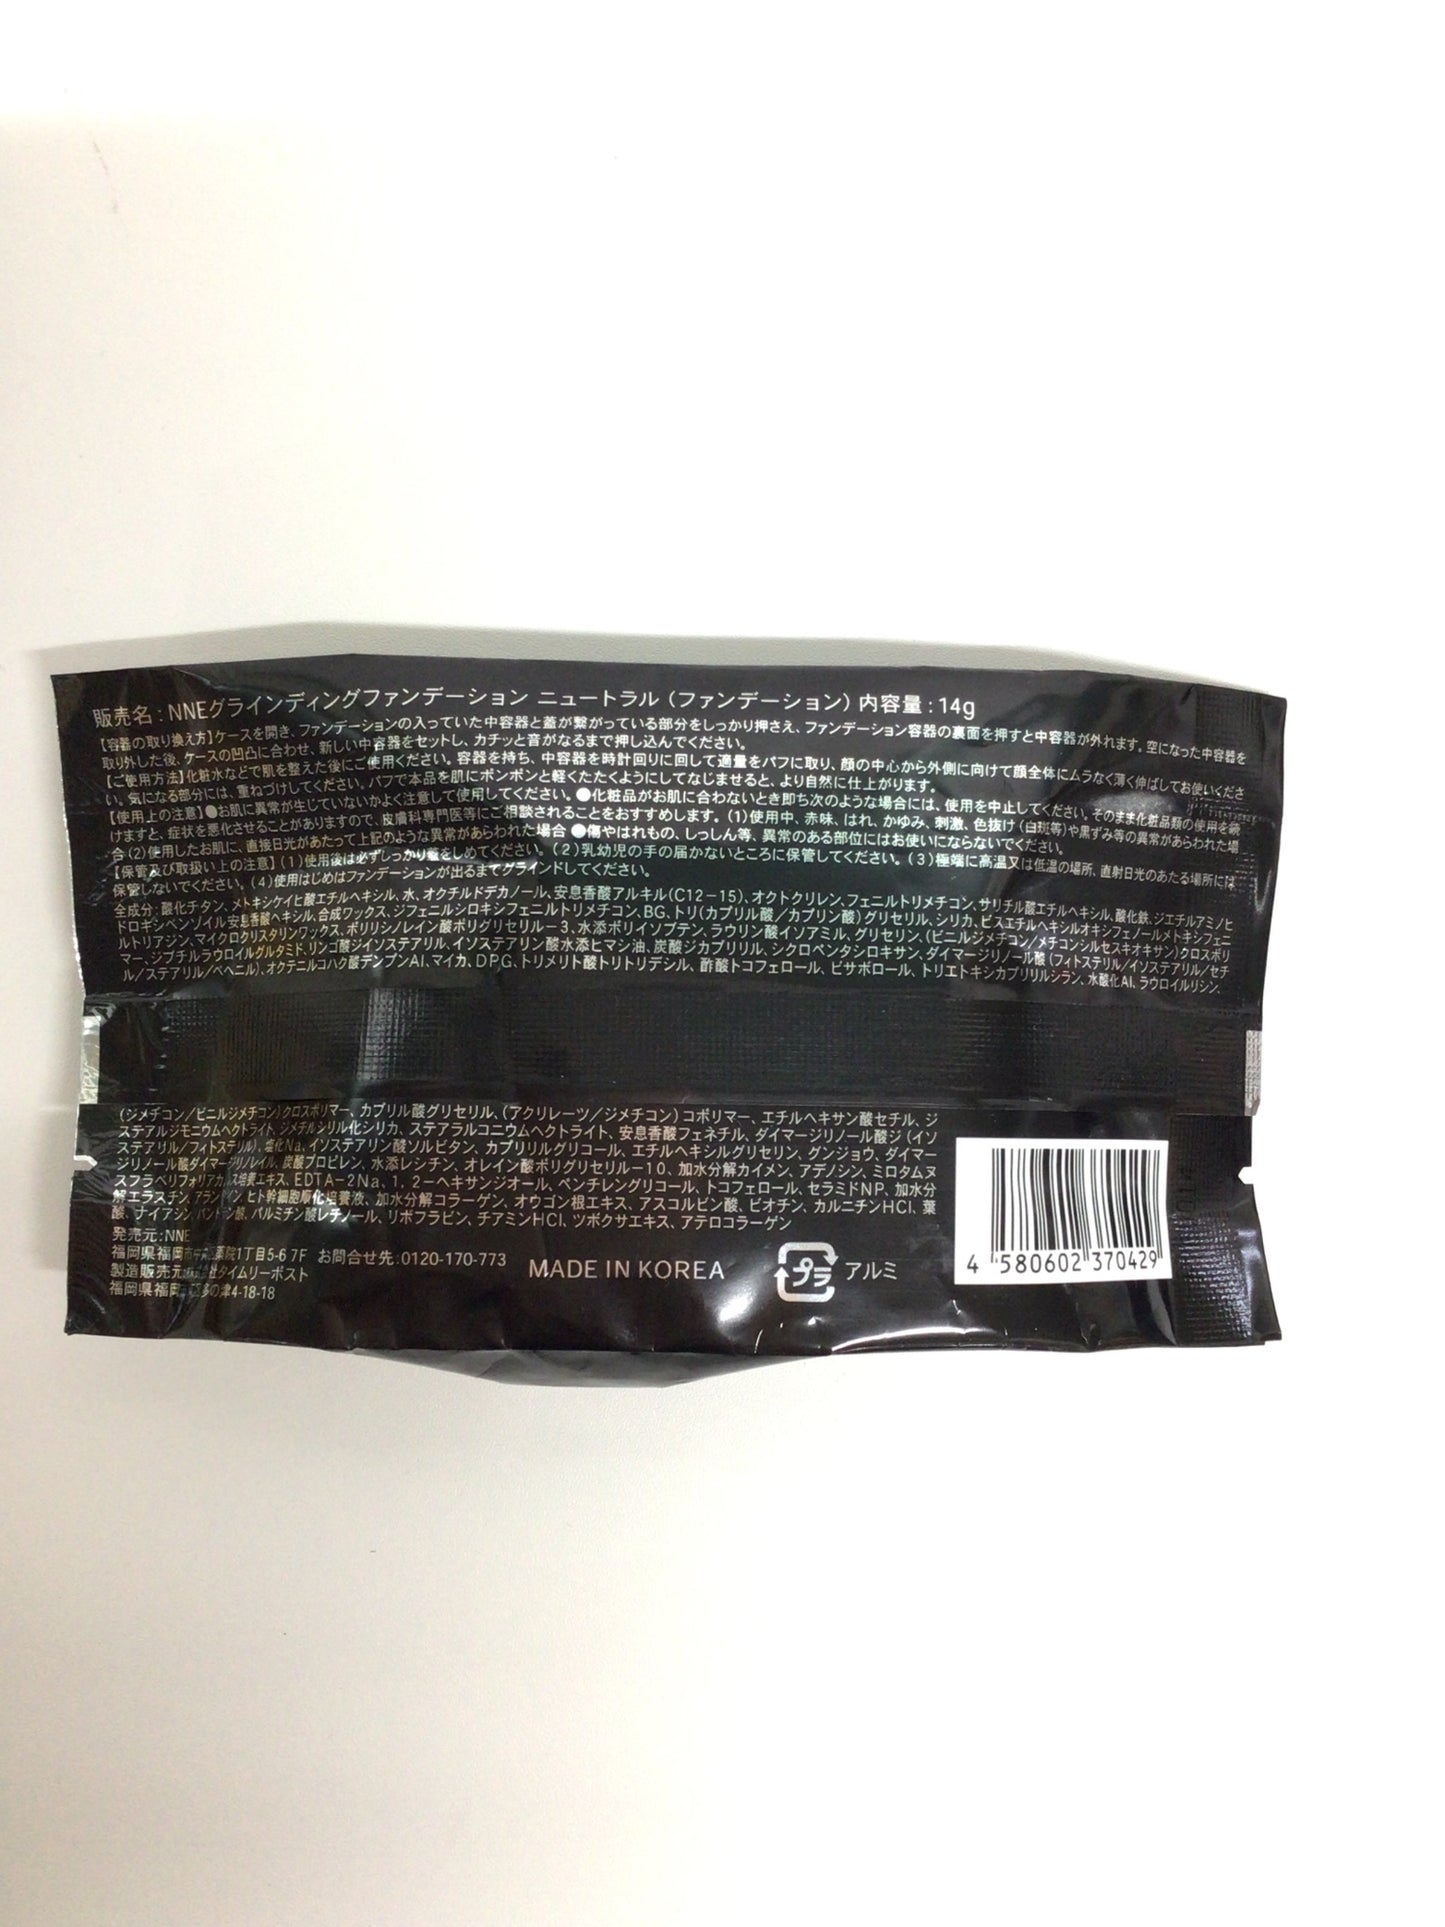 販売名:NNEグラインディングファンデーション ニュートラル(ファンデーション)内容量:14g
【容器の取り換え方】ケースを開き、ファンデーションの入っていた中容器と蓋が繋がっている部分をしっかり押さえ、ファンデーション容器の裏面を押すと中容器が外れます。空になった中容器を
取り外した後、ケースの凹凸に合わせ、新しい中容器をセットし、カチッと音がなるまで押し込んでください。
【ご使用方法】化粧水などで肌を整えた後にご使用ください。容器を持ち、中容器を時計回りに回して適量をパフに取り、顔の中心から外側に向けて顔全体にムラなく薄く伸ばしてお使いくださ
い。気になる部分には、重ねづけしてください。パフで本品を肌にポンポンと軽くたたくようにしてなじませると、より自然に仕上がります。
【使用上の注意】●お肌に異常が生じていないかよく注意して使用してください。●化粧品がお肌に合わないとき即ち次のような場合には、使用を中止してください。そのまま化粧品類の使用を続
けますと、症状を悪化させることがありますので、皮膚科専門医等にご相談されることをおすすめします。(1)使用中、赤味、はれ、かゆみ、刺激、色抜け(白斑等)や黒ずみ等の異常があらわれた場
合(2)使用したお肌に、直接日光があたって上記のような異常があらわれた場合 ●傷やはれもの、しっしん等、異常のある部位にはお使いにならないでください。
【保管及び取扱い上の注意】(1)使用後は必ずしっかり蓋をしめてください。(2)乳幼児の手の届かないところに保管してください。(3)極端に高温又は低温の場所、直射日光のあたる場所には
保管しないでください。(4)使用はじめはファンデーションが出るまでグラインドしてください。
全成分:酸化チタン、メトキシケイヒ酸エチルヘキシル、水、オクチルドデカノール、安息香酸アルキル(C12-15)、オクトクリレン、フェニルトリメチコン、サリチル酸エチルヘキシル、酸化鉄、ジエチルアミノヒ
ドロキシベンゾイル安息香酸ヘキシル、合成ワックス、ジフェニルシロキシフェニルトリメチコン、BG、トリ(カプリル酸/カプリン酸)グリセリル、シリカ、ビスエチルヘキシルオキシフェノールメトキシフェニ
ルトリアジン、マイクロクリスタリンワックス、ポリリシノレイン酸ポリグリセリル-3、水添ポリイソブテン、ラウリン酸イソアミル、グリセリン、(ビニルジメチコン/メチコンシルセスキオキサン)クロスポリ
マー、ジブチルラウロイルグルタミド、リンゴ酸ジイソステアリル、イソステアリン酸水添ヒマシ油、炭酸ジカプリリル、シクロペンタシロキサン、ダイマージリノール酸(フィトステリル/イソステアリル/セチ
ル/ステアリル/ベヘニル)、オクテニルコハク酸デンプンAl、マイカ、DPG、トリメリト酸トリトリデシル、酢酸トコフェロール、ビサボロール、トリエトキシカプリリルシラン、水酸化Al、ラウロイルリシン、
(ジメチコン/ビニルジメチコン)クロスポリマー、カプリル酸グリセリル、(アクリレーツ/ジメチコン)コポリマー、エチルヘキサン酸セチル、ジ
ステアルジモニウムヘクトライト、ジメチルシリル化シリカ、ステアラルコニウムヘクトライト、安息香酸フェネチル、ダイマージリノール酸ジ(イソ
ステアリル/フィトステリル)、塩化Na、イソステアリン酸ソルビタン、カプリリルグリコール、エチルヘキシルグリセリン、グンジョウ、ダイマー
ジリノール酸ダイマージリノレイル、炭酸プロピレン、水添レシチン、オレイン酸ポリグリセリル-10、加水分解カイメン、アデノシン、ミロタムヌ
スフラベリフォリアカルス培養エキス、EDTA-2Na、1,2-ヘキサンジオール、ペンチレングリコール、トコフェロール、セラミドNP、加水分
解エラスチン、アラントイン、ヒト幹細胞順化培養液、加水分解コラーゲン、オウゴン根エキス、アスコルビン酸、ビオチン、カルニチンHCl、葉
酸、ナイアシン、パントテン酸、パルミチン酸レチノール、リボフラビン、チアミンHCl、ツボクサエキス、アテロコラーゲン
発売元:NNE
福岡県福岡市中央区薬院1丁目5-6 7F お問合せ先:0120-170-773
製造販売元:株式会社タイムリーポスト
福岡県福岡 多の津4-18-18
MADE IN KOREA
プラ アルミ
4 580602 370429